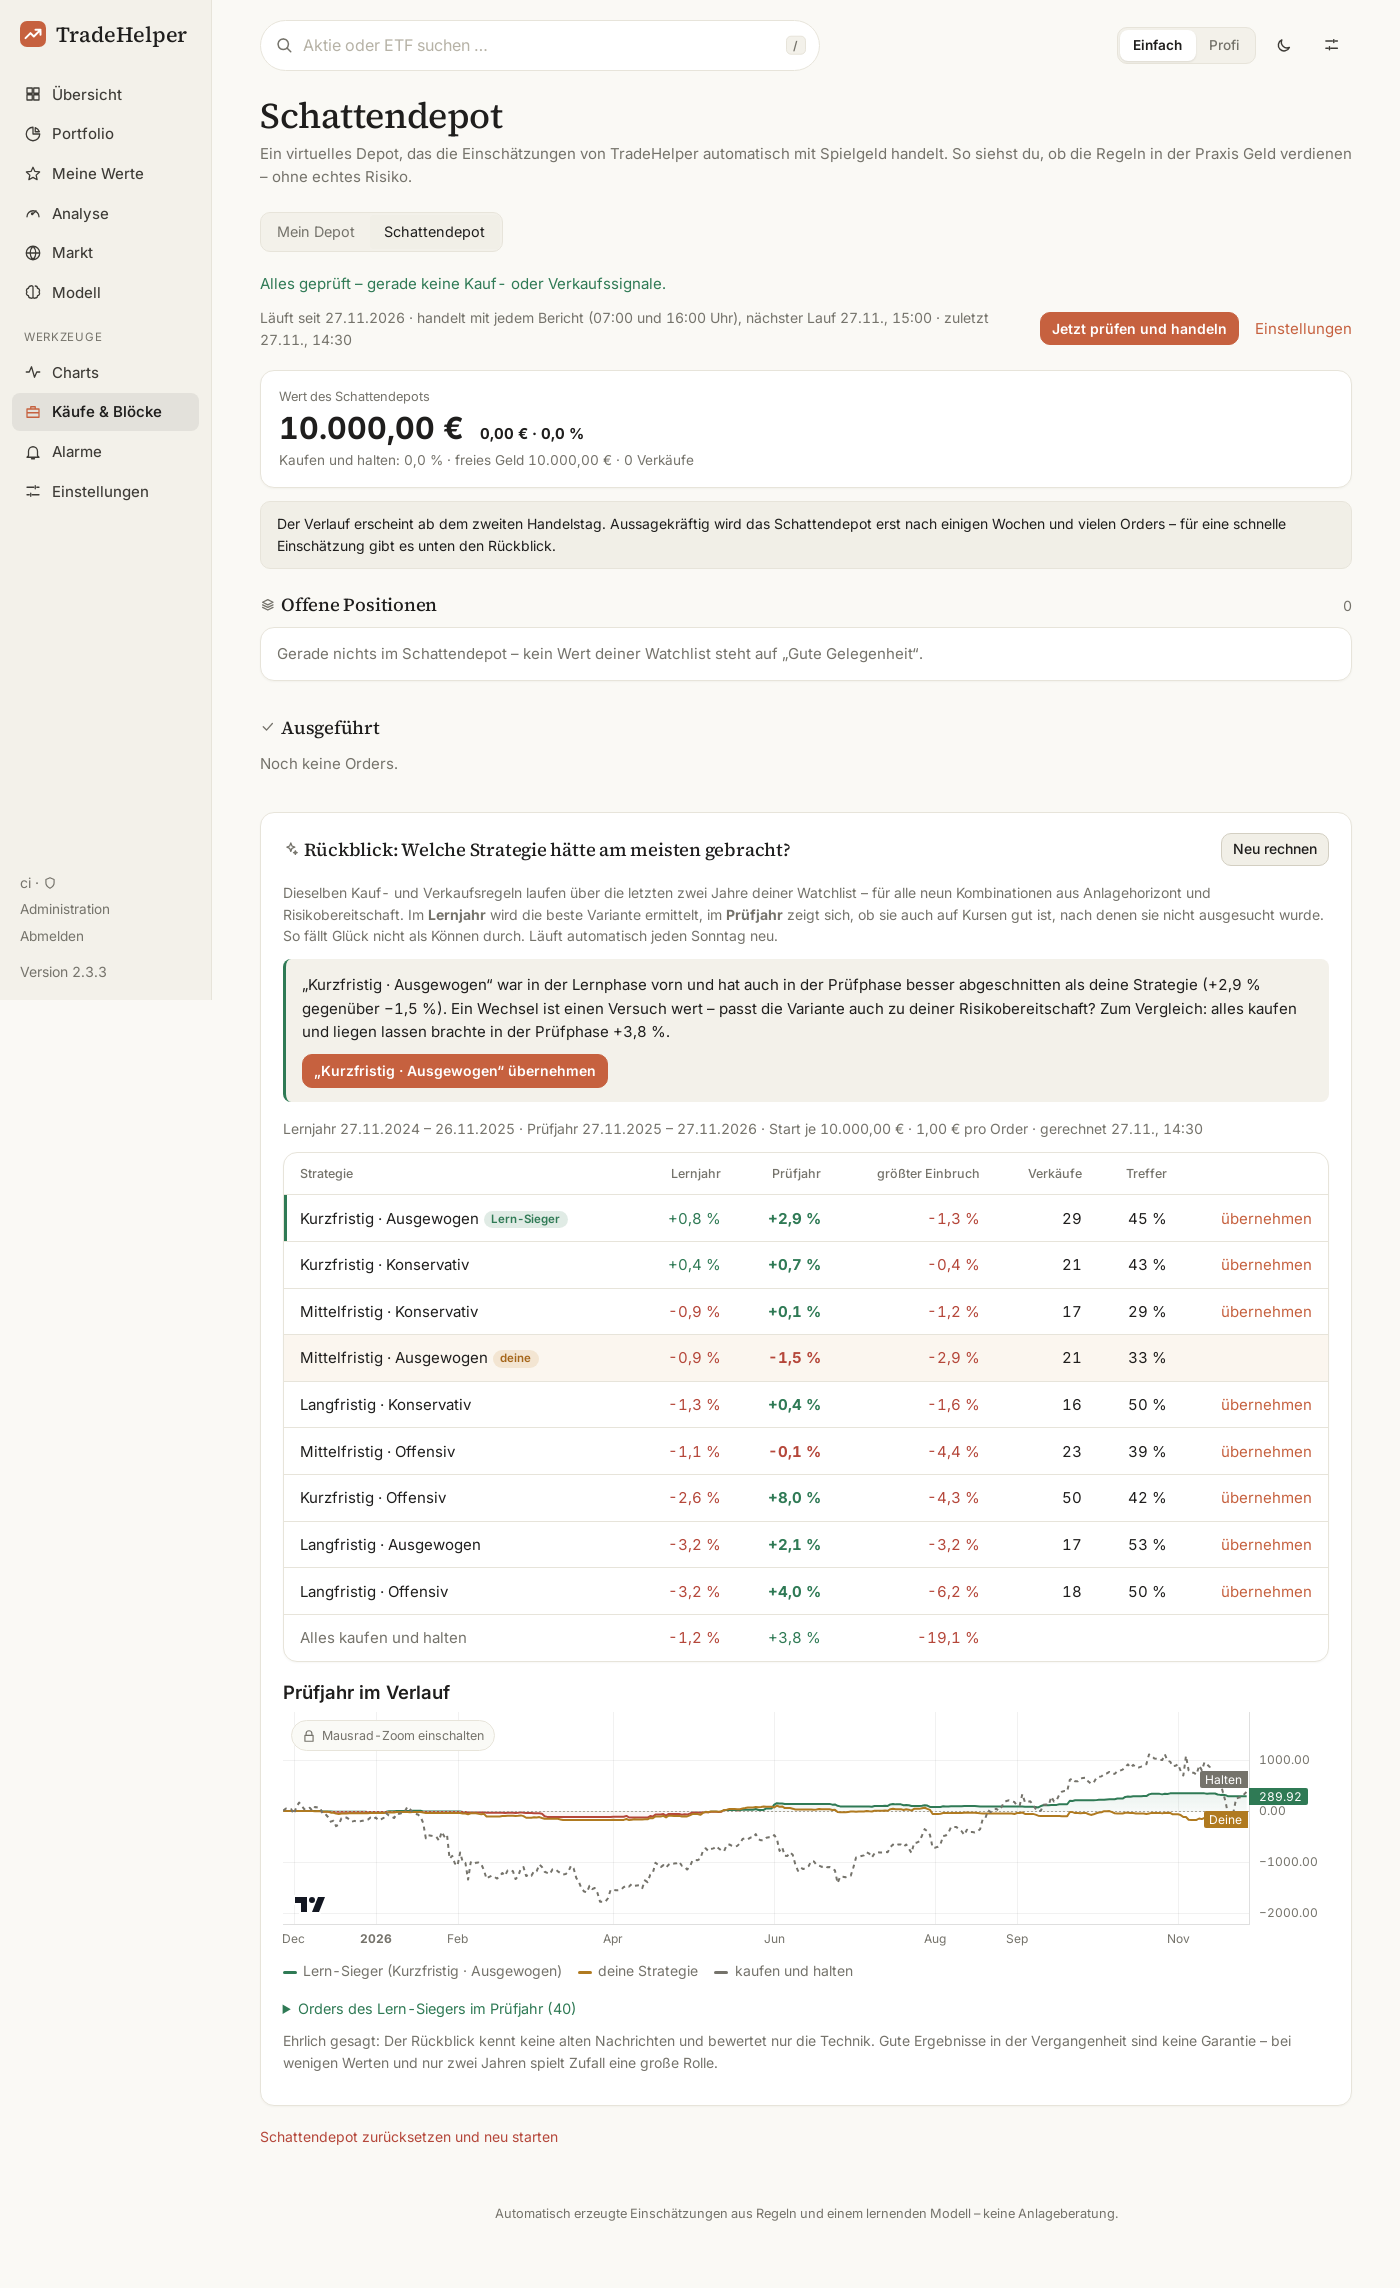 TradeHelper
Übersicht
Portfolio
Meine Werte
Analyse
Markt
Modell
WERKZEUGE
Charts
Käufe & Blöcke
Alarme
Einstellungen
ci ·
Administration
Abmelden
Version 2.3.3
Aktie oder ETF suchen ...
/
Einfach
Profi
Schattendepot
Ein virtuelles Depot, das die Einschätzungen von TradeHelper automatisch mit Spielgeld handelt. So siehst du, ob die Regeln in der Praxis Geld verdienen
– ohne echtes Risiko.
Mein Depot
Schattendepot
Alles geprüft – gerade keine Kauf- oder Verkaufssignale.
Läuft seit 27.11.2026 · handelt mit jedem Bericht (07:00 und 16:00 Uhr), nächster Lauf 27.11., 15:00 · zuletzt
27.11., 14:30
Jetzt prüfen und handeln
Einstellungen
Wert des Schattendepots
10.000,00 € 0,00 € · 0,0 %
Kaufen und halten: 0,0 % · freies Geld 10.000,00 € · 0 Verkäufe
Der Verlauf erscheint ab dem zweiten Handelstag. Aussagekräftig wird das Schattendepot erst nach einigen Wochen und vielen Orders – für eine schnelle
Einschätzung gibt es unten den Rückblick.
Offene Positionen
0
Gerade nichts im Schattendepot – kein Wert deiner Watchlist steht auf „Gute Gelegenheit“.
Ausgeführt
Noch keine Orders.
Rückblick: Welche Strategie hätte am meisten gebracht?
Neu rechnen
Dieselben Kauf- und Verkaufsregeln laufen über die letzten zwei Jahre deiner Watchlist – für alle neun Kombinationen aus Anlagehorizont und
Risikobereitschaft. Im Lernjahr wird die beste Variante ermittelt, im Prüfjahr zeigt sich, ob sie auch auf Kursen gut ist, nach denen sie nicht ausgesucht wurde.
So fällt Glück nicht als Können durch. Läuft automatisch jeden Sonntag neu.
„Kurzfristig · Ausgewogen“ war in der Lernphase vorn und hat auch in der Prüfphase besser abgeschnitten als deine Strategie (+2,9 %
gegenüber −1,5 %). Ein Wechsel ist einen Versuch wert – passt die Variante auch zu deiner Risikobereitschaft? Zum Vergleich: alles kaufen
und liegen lassen brachte in der Prüfphase +3,8 %.
„Kurzfristig · Ausgewogen“ übernehmen
Lernjahr 27.11.2024 – 26.11.2025 · Prüfjahr 27.11.2025 – 27.11.2026 · Start je 10.000,00 € · 1,00 € pro Order · gerechnet 27.11., 14:30
Strategie Lernjahr Prüfjahr größter Einbruch Verkäufe Treffer
Kurzfristig · Ausgewogen Lern-Sieger +0,8 % +2,9 % -1,3 % 29 45 % übernehmen
Kurzfristig · Konservativ +0,4 % +0,7 % -0,4 % 21 43 % übernehmen
Mittelfristig · Konservativ -0,9 % +0,1 % -1,2 % 17 29 % übernehmen
Mittelfristig · Ausgewogen deine -0,9 % -1,5 % -2,9 % 21 33 %
Langfristig · Konservativ -1,3 % +0,4 % -1,6 % 16 50 % übernehmen
Mittelfristig · Offensiv -1,1 % -0,1 % -4,4 % 23 39 % übernehmen
Kurzfristig · Offensiv -2,6 % +8,0 % -4,3 % 50 42 % übernehmen
Langfristig · Ausgewogen -3,2 % +2,1 % -3,2 % 17 53 % übernehmen
Langfristig · Offensiv -3,2 % +4,0 % -6,2 % 18 50 % übernehmen
Alles kaufen und halten -1,2 % +3,8 % -19,1 %
Prüfjahr im Verlauf
Mausrad-Zoom einschalten
1000.00
Halten
289.92
0.00
Deine
−1000.00
−2000.00
Dec 2026 Feb Apr Jun Aug Sep Nov
Lern-Sieger (Kurzfristig · Ausgewogen) deine Strategie kaufen und halten
Orders des Lern-Siegers im Prüfjahr (40)
Ehrlich gesagt: Der Rückblick kennt keine alten Nachrichten und bewertet nur die Technik. Gute Ergebnisse in der Vergangenheit sind keine Garantie – bei
wenigen Werten und nur zwei Jahren spielt Zufall eine große Rolle.
Schattendepot zurücksetzen und neu starten
Automatisch erzeugte Einschätzungen aus Regeln und einem lernenden Modell – keine Anlageberatung.